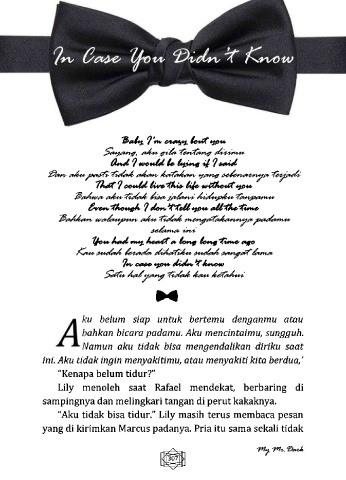 In Case You Didn't Know
Baby I'm crazy bout you
Sayang, aku gila tentang dirimu
And I would be lying if I said
Dan aku pasti tidak akan katakan yang sebenarnya terjadi
That I could live this life without you
Bahwa aku tidak bisa jalani hidupku tanpamu
Even though I don't tell you all the time
Bahkan walaupun aku tidak mengatakannya padamu
selama ini
You had my heart a long long time ago
Kau sudah berada dihatiku sudah sangat lama
In case you didn't know
Satu hal yang tidak kau ketahui
Aku belum siap untuk bertemu denganmu atau
bahkan bicara padamu. Aku mencintaimu, sungguh.
Namun aku tidak bisa mengendalikan diriku saat
ini. Aku tidak ingin menyakitimu, atau menyakiti kita berdua,'
"Kenapa belum tidur?"
Lily menoleh saat Rafael mendekat, berbaring di
sampingnya dan melingkari tangan di perut kakaknya.
"Aku tidak bisa tidur." Lily masih terus membaca pesan
yang di kirimkan Marcus padanya. Pria itu sama sekali tidak
My Mr. Dark
307